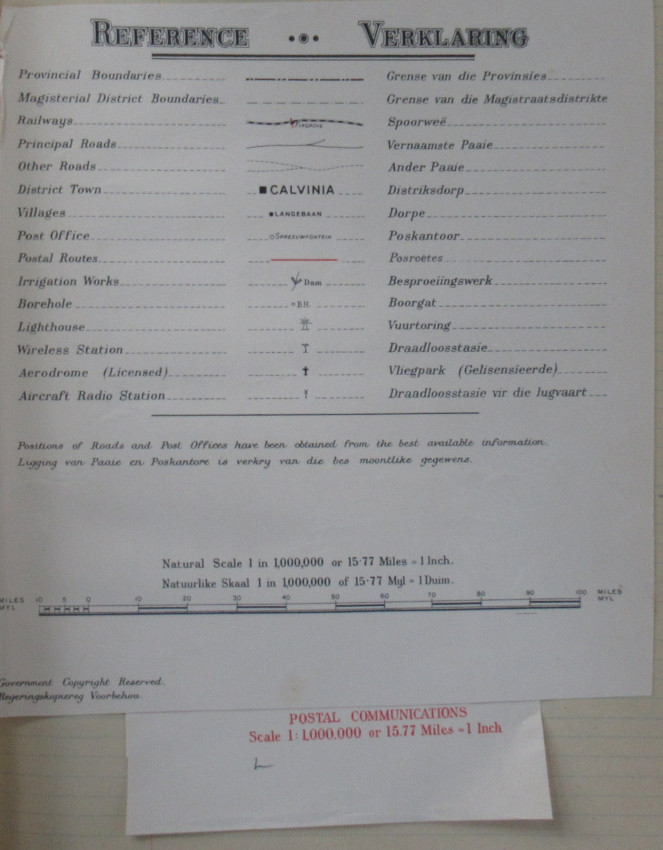 REFERENCE VERKLARING
Provincial Boundaries Grense van die Provinsies
Magisterial District Boundaries Grense van die Magistraatsdistrikte
Railways Spoorweë
Principal Roads Vernaamste Paaie
Other Roads Ander Paaie
District Town CALVINIA Distriksdorp
Villages LANGEBAAN Dorpe
Post Office SPREEUWFONTEIN Poskantoor
Postal Routes Posroetes
Irrigation Works Dam Besproeiingswerk
Borehole B.H. Boorgat
Lighthouse Vuurtoring
Wireless Station Draadloosstasie
Aerodrome (Licensed) Vliegpark (Gelisensieerde)
Aircraft Radio Station Draadloosstasie vir die lugvaart
Positions of Roads and Post Offices have been obtained from the best available information.
Ligging van Paaie en Poskantore is verkry van die bes moontlike gegewens.
Natural Scale 1 in 1,000,000 or 15·77 Miles = 1 Inch.
Natuurlike Skaal 1 in 1,000,000 of 15·77 Myl = 1 Duim.
MILES 10 5 0 10 20 30 40 50 60 70 80 90 100 MILES
MYL MYL
Government Copyright Reserved.
Regeringskopiereg Voorbehou.
POSTAL COMMUNICATIONS
Scale 1: 1,000,000 or 15.77 Miles = 1 Inch